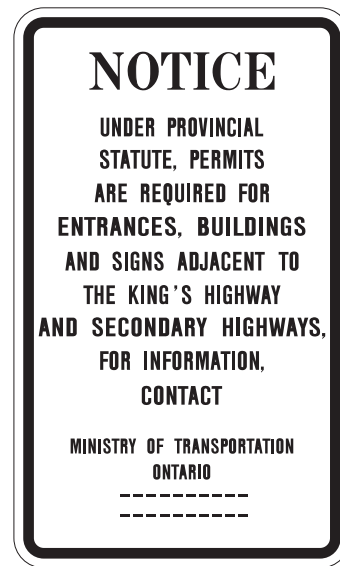 NOTICE
UNDER PROVINCIAL
STATUTE, PERMITS
ARE REQUIRED FOR
ENTRANCES, BUILDINGS
AND SIGNS ADJACENT TO
THE KING'S HIGHWAY
AND SECONDARY HIGHWAYS,
FOR INFORMATION,
CONTACT
MINISTRY OF TRANSPORTATION
ONTARIO